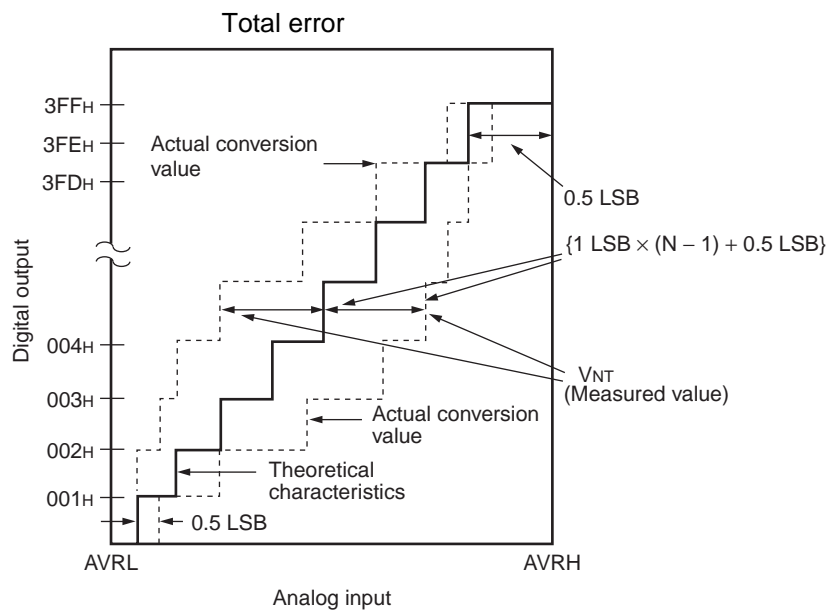 Total error
3FFH
3FEH
3FDH
Actual conversion
value
0.5 LSB
{1 LSB × (N − 1) + 0.5 LSB}
Digital output
004H
003H
002H
001H
VNT
(Measured value)
Actual conversion
value
Theoretical
characteristics
0.5 LSB
AVRL
AVRH
Analog input